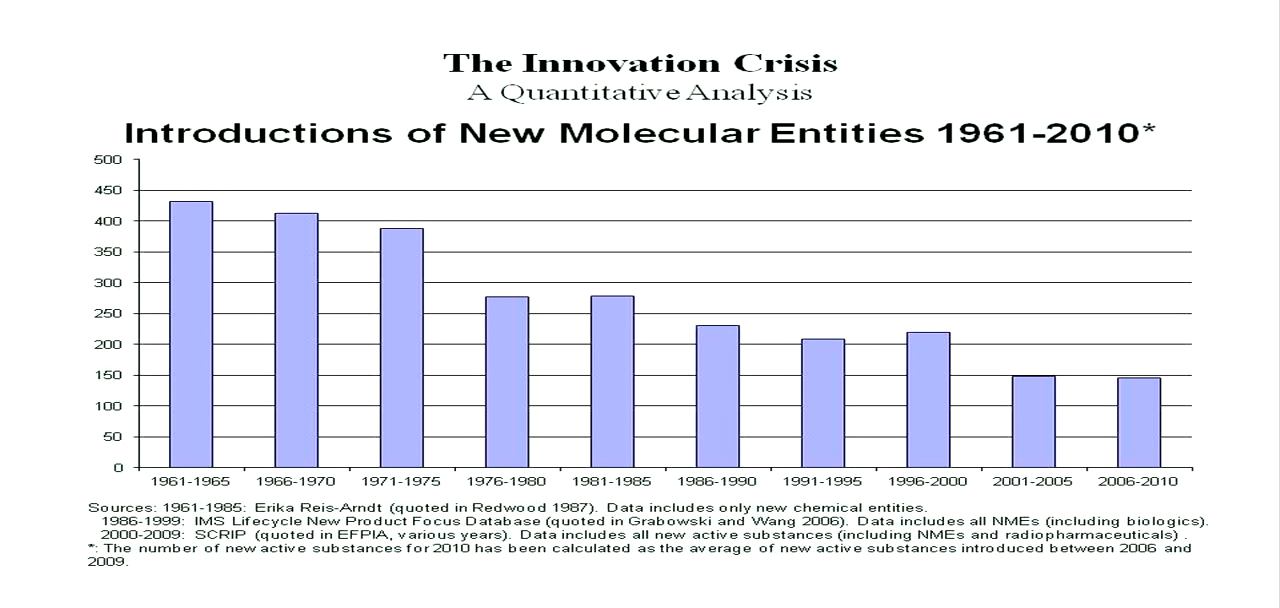 The Innovation Crisis
A Quantitative Analysis
Introductions of New Molecular Entities 1961-2010*
500
450
400
350
300
250
200
150
100
50
0
1961-1965 1966-1970 1971-1975 1976-1980 1981-1985 1986-1990 1991-1995 1996-2000 2001-2005 2006-2010
Sources: 1961-1985: Erika Reis-Arndt (quoted in Redwood 1987). Data includes only new chemical entities.
1986-1999: IMS Lifecycle New Product Focus Database (quoted in Grabowski and Wang 2006). Data includes all NMEs (including biologics).
2000-2009: SCRIP (quoted in EFPIA, various years). Data includes all new active substances (including NMEs and radiopharmaceuticals) .
*: The number of new active substances for 2010 has been calculated as the average of new active substances introduced between 2006 and
2009.